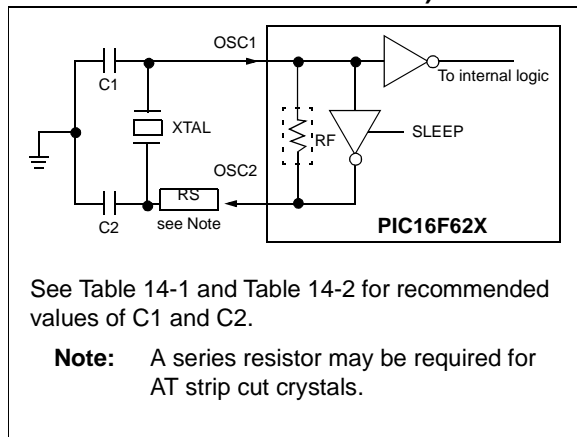 OSC1
C1
To internal logic
XTAL
RF
SLEEP
OSC2
RS
C2
see Note
PIC16F62X
See Table 14-1 and Table 14-2 for recommended
values of C1 and C2.
Note: A series resistor may be required for
AT strip cut crystals.